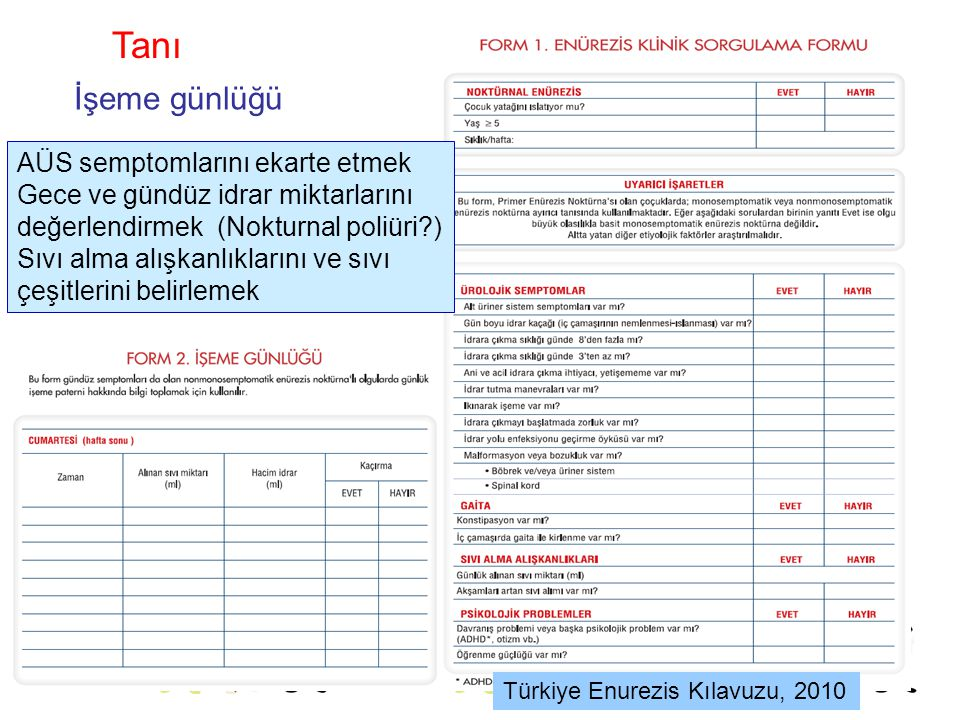 Tanı
İşeme günlüğü
AÜS semptomlarını ekarte etmek
Gece ve gündüz idrar miktarlarını
değerlendirmek (Nokturnal poliüri?)
Sıvı alma alışkanlıklarını ve sıvı
çeşitlerini belirlemek
FORM 2. İŞEME GÜNLÜĞÜ
Bu form gündüz semptomları da olan nonmonosemptomatik enürezis noktürna'lı olgularda günlük
işeme paterni hakkında bilgi toplamak için kullanılır.
CUMARTESİ (hafta sonu )
Zaman
Alınan sıvı miktarı
(ml)
Hacim idrar
(ml)
Kaçırma
EVET HAYIR
FORM 1. ENÜREZİS KLİNİK SORGULAMA FORMU
NOKTÜRNAL ENÜREZİS EVET HAYIR
Çocuk yatağını ıslatıyor mu?
Yaş ≥ 5
Sıklık/hafta:
UYARICI İŞARETLER
Bu form, Primer Enürezis Noktürna'sı olan çocuklarda; monosemptomatik veya nonmonosemptomatik
enürezis noktürna ayırıcı tanısında kullanılmaktadır. Eğer aşağıdaki sorulardan birinin yanıtı Evet ise olgu
büyük olasılıkla basit monosemptomatik enürezis noktürna değildir.
Altta yatan diğer etiyolojik faktörler araştırılmalıdır.
ÜROLOJİK SEMPTOMLAR EVET HAYIR
Alt üriner sistem semptomları var mı?
Gün boyu idrar kaçağı (iç çamaşırının nemlenmesi-ıslanması) var mı?
İdrara çıkma sıklığı günde 8'den fazla mı?
İdrara çıkma sıklığı günde 3'ten az mı?
Ani ve acil idrara çıkma ihtiyacı, yetişememe var mı?
İdrar tutma manevraları var mı?
Ikınarak işeme var mı?
İdrara çıkmayı başlatmada zorluk var mı?
İdrar yolu enfeksiyonu geçirme öyküsü var mı?
Malformasyon veya bozukluk var mı?
• Böbrek ve/veya üriner sistem
• Spinal kord
GAİTA EVET HAYIR
Konstipasyon var mı?
İç çamaşırda gaita ile kirlenme var mı?
SIVI ALMA ALIŞKANLIKLARI EVET HAYIR
Günlük alınan sıvı miktarı (ml)
Akşamları artan sıvı alımı var mı?
PSİKOLOJİK PROBLEMLER EVET HAYIR
Davranış problemi veya başka psikolojik problem var mı?
(ADHD*, otizm vb.)
Öğrenme güçlüğü var mı?
* ADHD
Türkiye Enurezis Kılavuzu, 2010